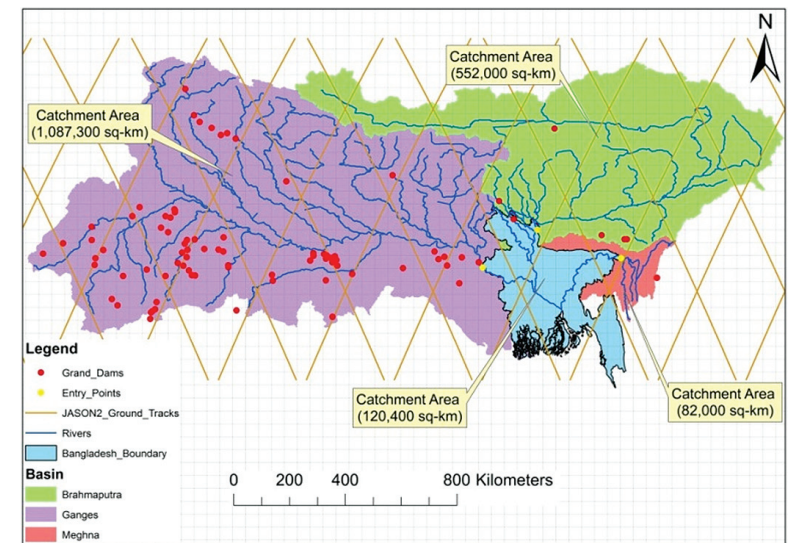 N
Catchment Area
(552,000 sq-km)
Catchment Area
(1,087,300 sq-km)
Legend
Grand_Dams
Entry_Points
JASON2_Ground_Tracks
Rivers
Bangladesh_Boundary
Basin
Brahmaputra
Ganges
Meghna
Catchment Area
(120,400 sq-km)
Catchment Area
(82,000 sq-km)
0 200 400 800 Kilometers